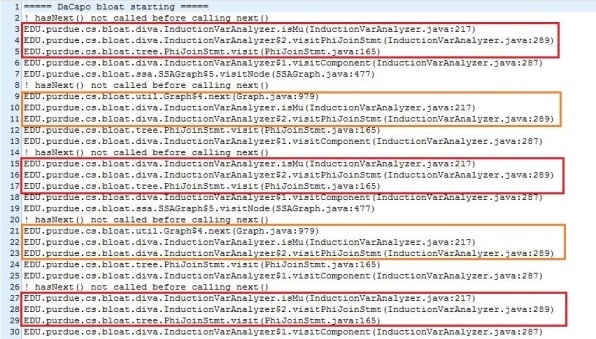 1 ===== DaCapo bloat starting =====
2 ! hasNext() not called before calling next()
3 EDU.purdue.cs.bloat.diva.InductionVarAnalyzer.isMu(InductionVarAnalyzer.java:217)
4 EDU.purdue.cs.bloat.diva.InductionVarAnalyzer$2.visitPhiJoinStmt(InductionVarAnalyzer.java:289)
5 EDU.purdue.cs.bloat.tree.PhiJoinStmt.visit(PhiJoinStmt.java:165)
6 EDU.purdue.cs.bloat.diva.InductionVarAnalyzer$1.visitComponent(InductionVarAnalyzer.java:287)
7 EDU.purdue.cs.bloat.ssa.SSAGraph$5.visitNode(SSAGraph.java:477)
8 ! hasNext() not called before calling next()
9 EDU.purdue.cs.bloat.util.Graph$4.next(Graph.java:979)
10 EDU.purdue.cs.bloat.diva.InductionVarAnalyzer.isMu(InductionVarAnalyzer.java:217)
11 EDU.purdue.cs.bloat.diva.InductionVarAnalyzer$2.visitPhiJoinStmt(InductionVarAnalyzer.java:289)
12 EDU.purdue.cs.bloat.tree.PhiJoinStmt.visit(PhiJoinStmt.java:165)
13 EDU.purdue.cs.bloat.diva.InductionVarAnalyzer$1.visitComponent(InductionVarAnalyzer.java:287)
14 ! hasNext() not called before calling next()
15 EDU.purdue.cs.bloat.diva.InductionVarAnalyzer.isMu(InductionVarAnalyzer.java:217)
16 EDU.purdue.cs.bloat.diva.InductionVarAnalyzer$2.visitPhiJoinStmt(InductionVarAnalyzer.java:289)
17 EDU.purdue.cs.bloat.tree.PhiJoinStmt.visit(PhiJoinStmt.java:165)
18 EDU.purdue.cs.bloat.diva.InductionVarAnalyzer$1.visitComponent(InductionVarAnalyzer.java:287)
19 EDU.purdue.cs.bloat.ssa.SSAGraph$5.visitNode(SSAGraph.java:477)
20 ! hasNext() not called before calling next()
21 EDU.purdue.cs.bloat.util.Graph$4.next(Graph.java:979)
22 EDU.purdue.cs.bloat.diva.InductionVarAnalyzer.isMu(InductionVarAnalyzer.java:217)
23 EDU.purdue.cs.bloat.diva.InductionVarAnalyzer$2.visitPhiJoinStmt(InductionVarAnalyzer.java:289)
24 EDU.purdue.cs.bloat.tree.PhiJoinStmt.visit(PhiJoinStmt.java:165)
25 EDU.purdue.cs.bloat.diva.InductionVarAnalyzer$1.visitComponent(InductionVarAnalyzer.java:287)
26 ! hasNext() not called before calling next()
27 EDU.purdue.cs.bloat.diva.InductionVarAnalyzer.isMu(InductionVarAnalyzer.java:217)
28 EDU.purdue.cs.bloat.diva.InductionVarAnalyzer$2.visitPhiJoinStmt(InductionVarAnalyzer.java:289)
29 EDU.purdue.cs.bloat.tree.PhiJoinStmt.visit(PhiJoinStmt.java:165)
30 EDU.purdue.cs.bloat.diva.InductionVarAnalyzer$1.visitComponent(InductionVarAnalyzer.java:287)